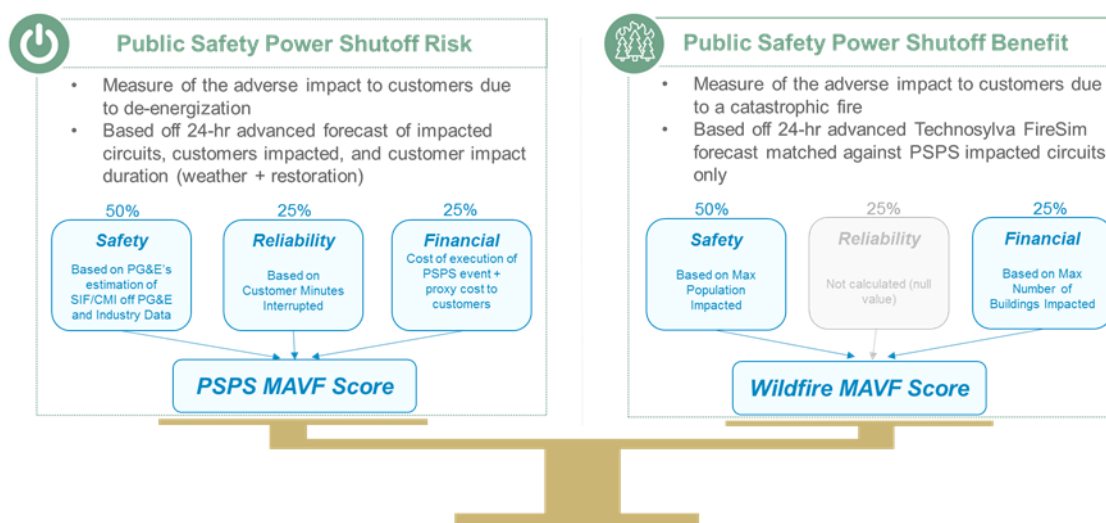 Public Safety Power Shutoff Risk
• Measure of the adverse impact to customers due
to de-energization
• Based off 24-hr advanced forecast of impacted
circuits, customers impacted, and customer impact
duration (weather + restoration)
50%
Safety
Based on PG&E's
estimation of
SIF/CMI off PG&E
and Industry Data
25%
Reliability
Based on
Customer Minutes
Interrupted
25%
Financial
Cost of execution of
PSPS event +
proxy cost to
customers
PSPS MAVF Score
Public Safety Power Shutoff Benefit
• Measure of the adverse impact to customers due
to a catastrophic fire
• Based off 24-hr advanced Technosylva FireSim
forecast matched against PSPS impacted circuits
only
50%
Safety
Based on Max
Population
Impacted
25%
Reliability
Not calculated (null
value)
25%
Financial
Based on Max
Number of
Buildings Impacted
Wildfire MAVF Score